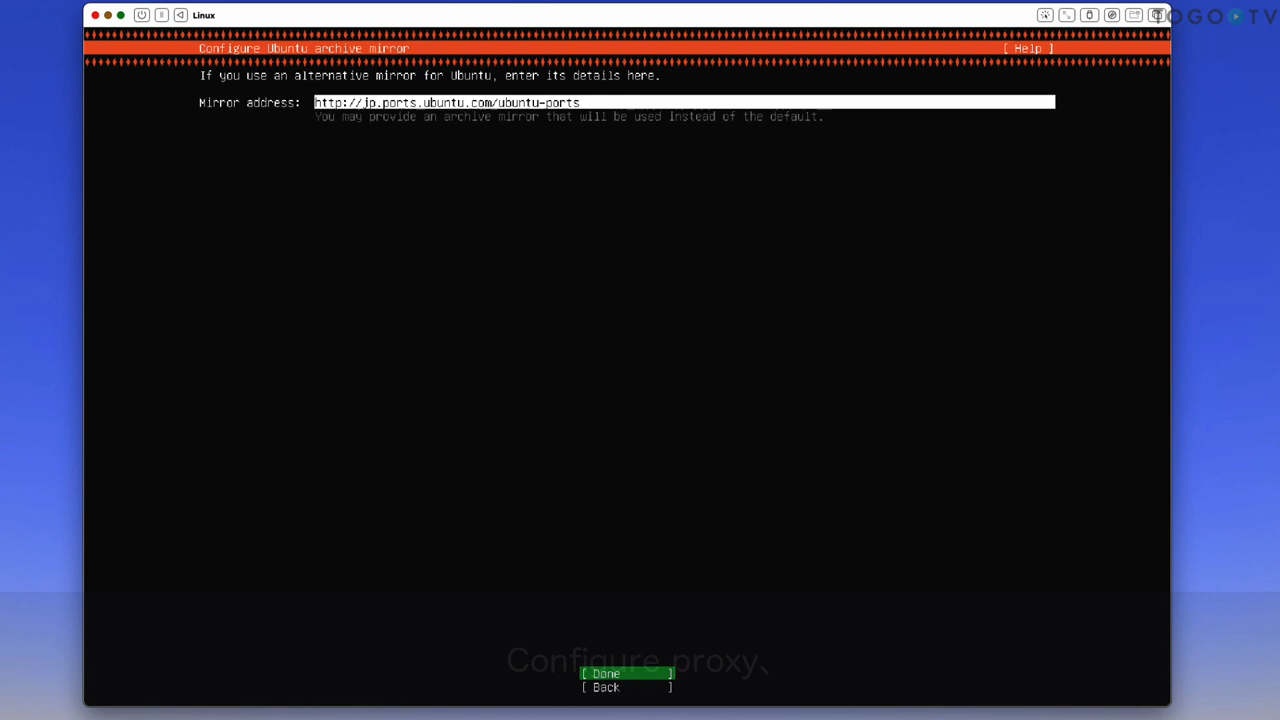 Linux
TOGO TV
Configure Ubuntu archive mirror [ Help ]
If you use an alternative mirror for Ubuntu, enter its details here.
Mirror address: http://jp.ports.ubuntu.com/ubuntu-ports
You may provide an archive mirror that will be used instead of the default.
Configure proxy、
[ Done ]
[ Back ]